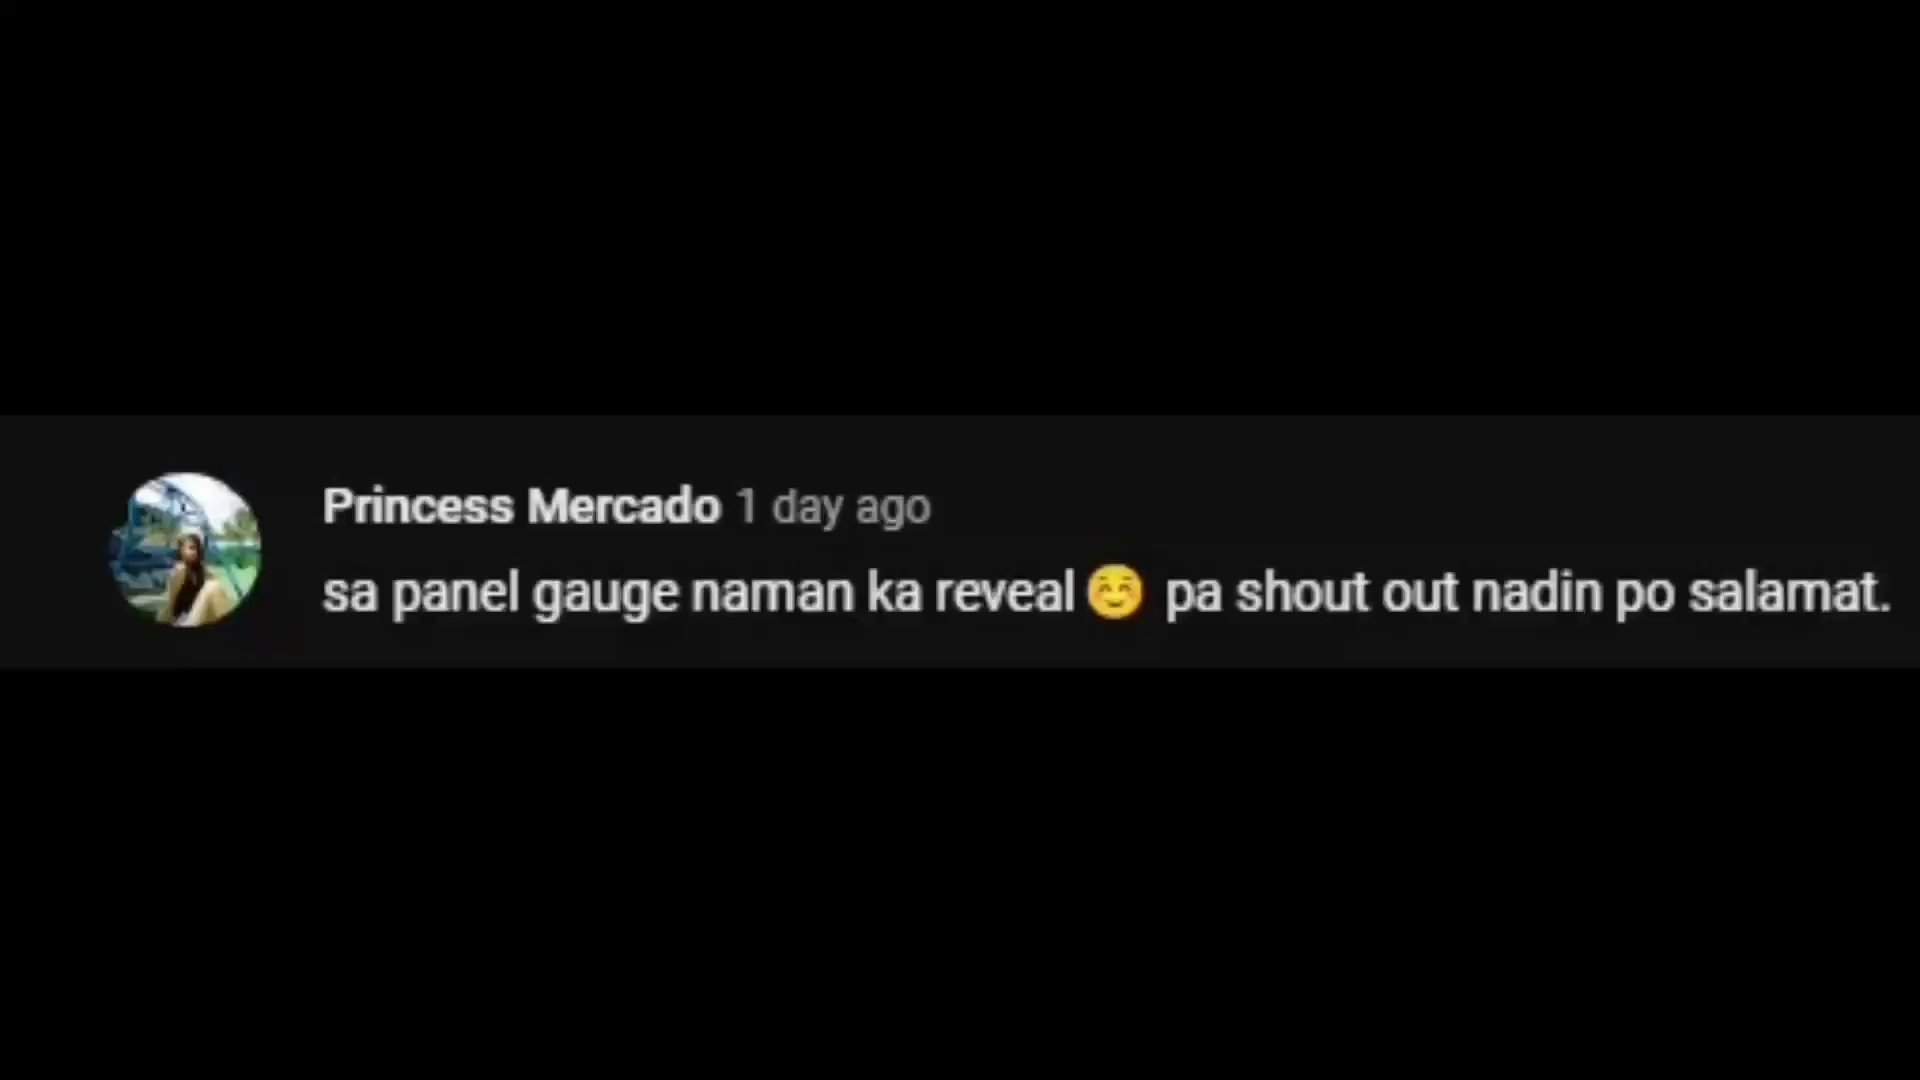 Princess Mercado 1 day ago
sa panel gauge naman ka reveal☺️ pa shout out nadin po salamat.